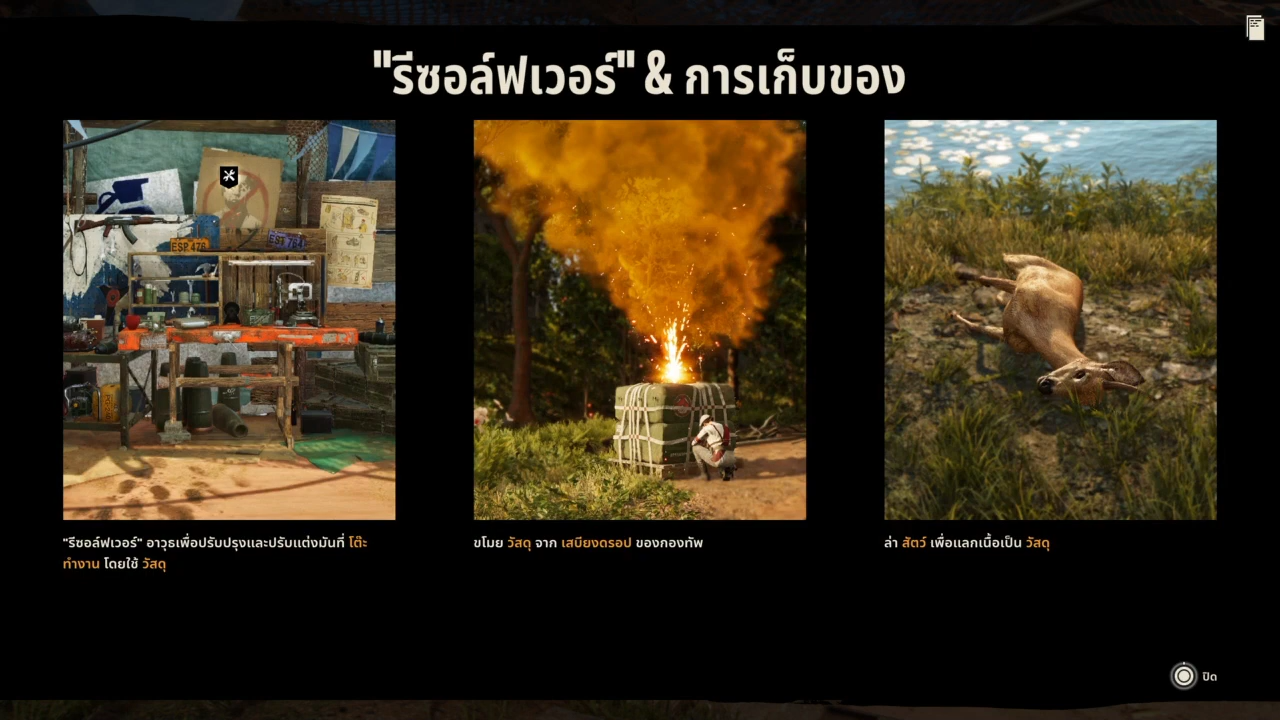 "รีซอล์ฟเวอร์" & การเก็บของ
ESP 476
"รีซอล์ฟเวอร์" อาวุธเพื่อปรับปรุงและปรับแต่งมันที่ โต๊ะ
ทำงาน โดยใช้ วัสดุ
ขโมย วัสดุ จาก เสบียงดรอป ของกองทัพ
ล่า สัตว์ เพื่อแลกเนื้อเป็น วัสดุ
ปิด